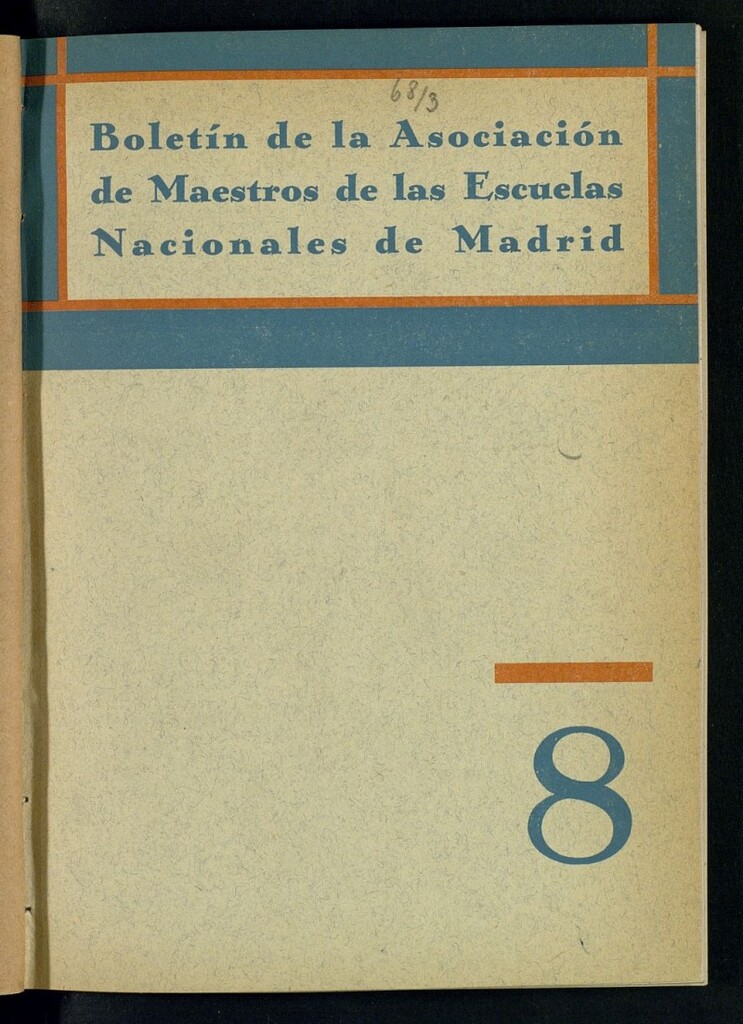 68/3
Boletín de la Asociación
de Maestros de las Escuelas
Nacionales de Madrid
8